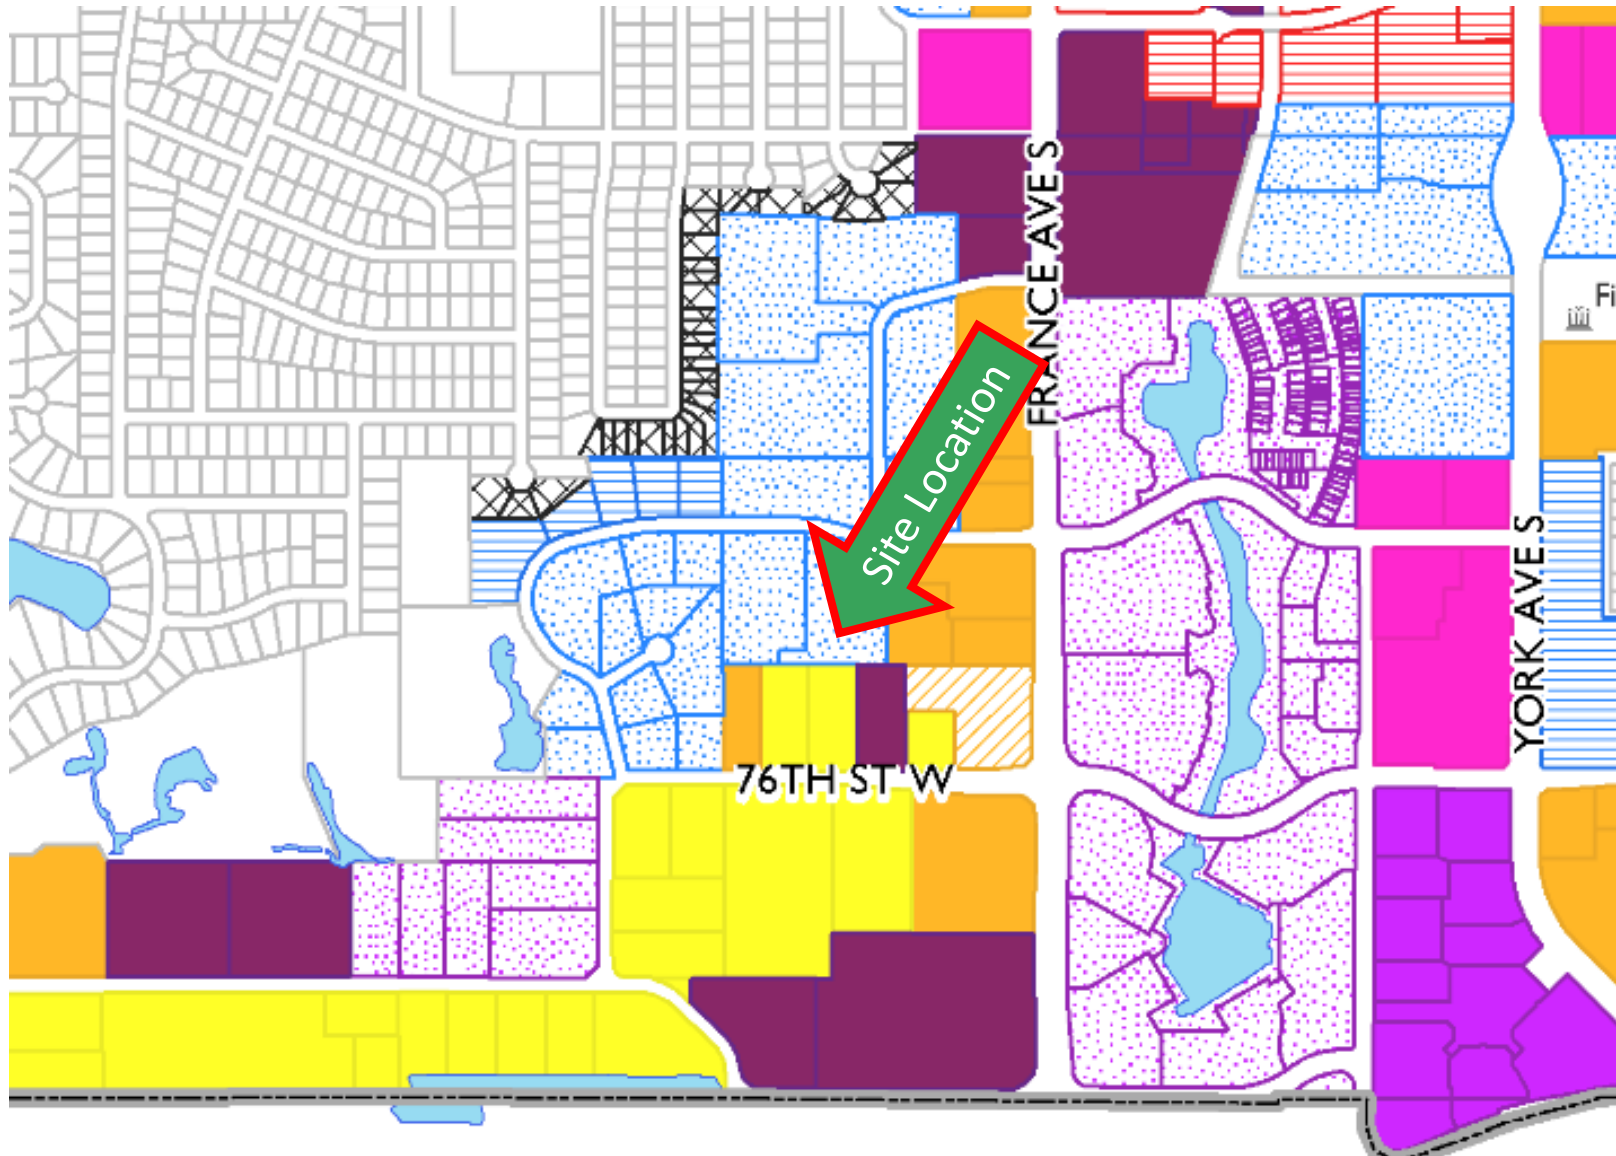 FRANCE AVE S
Fi
Site Location
YORK AVE S
76TH ST W